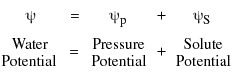 ψ = ψp + ψS
Water Potential = Pressure Potential + Solute Potential